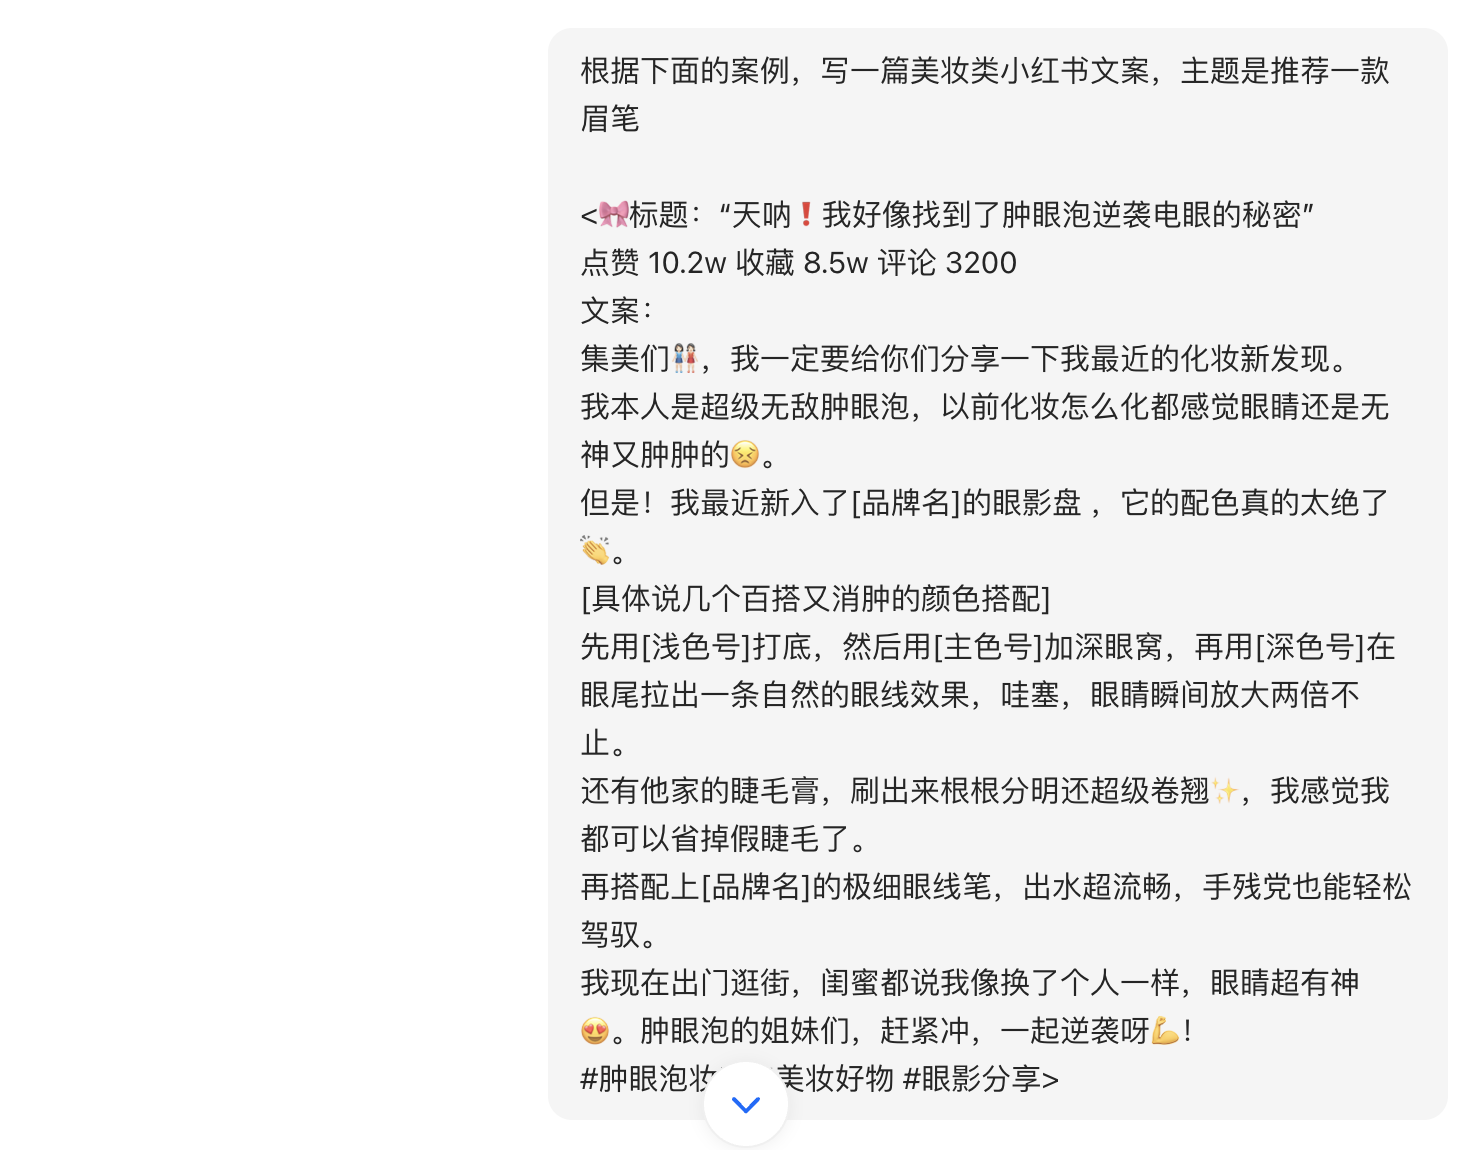 根据下面的案例，写一篇美妆类小红书文案，主题是推荐一款
眉笔
<🎀标题：“天呐❗我好像找到了肿眼泡逆袭电眼的秘密”
点赞 10.2w 收藏 8.5w 评论 3200
文案：
集美们👭，我一定要给你们分享一下我最近的化妆新发现。
我本人是超级无敌肿眼泡，以前化妆怎么化都感觉眼睛还是无
神又肿肿的😣。
但是！我最近新入了[品牌名]的眼影盘 ，它的配色真的太绝了
👏。
[具体说几个百搭又消肿的颜色搭配]
先用[浅色号]打底，然后用[主色号]加深眼窝，再用[深色号]在
眼尾拉出一条自然的眼线效果，哇塞，眼睛瞬间放大两倍不
止。
还有他家的睫毛膏，刷出来根根分明还超级卷翘✨，我感觉我
都可以省掉假睫毛了。
再搭配上[品牌名]的极细眼线笔，出水超流畅，手残党也能轻松
驾驭。
我现在出门逛街，闺蜜都说我像换了个人一样，眼睛超有神
😍。肿眼泡的姐妹们，赶紧冲，一起逆袭呀💪！
#肿眼泡妆 美妆好物 #眼影分享>